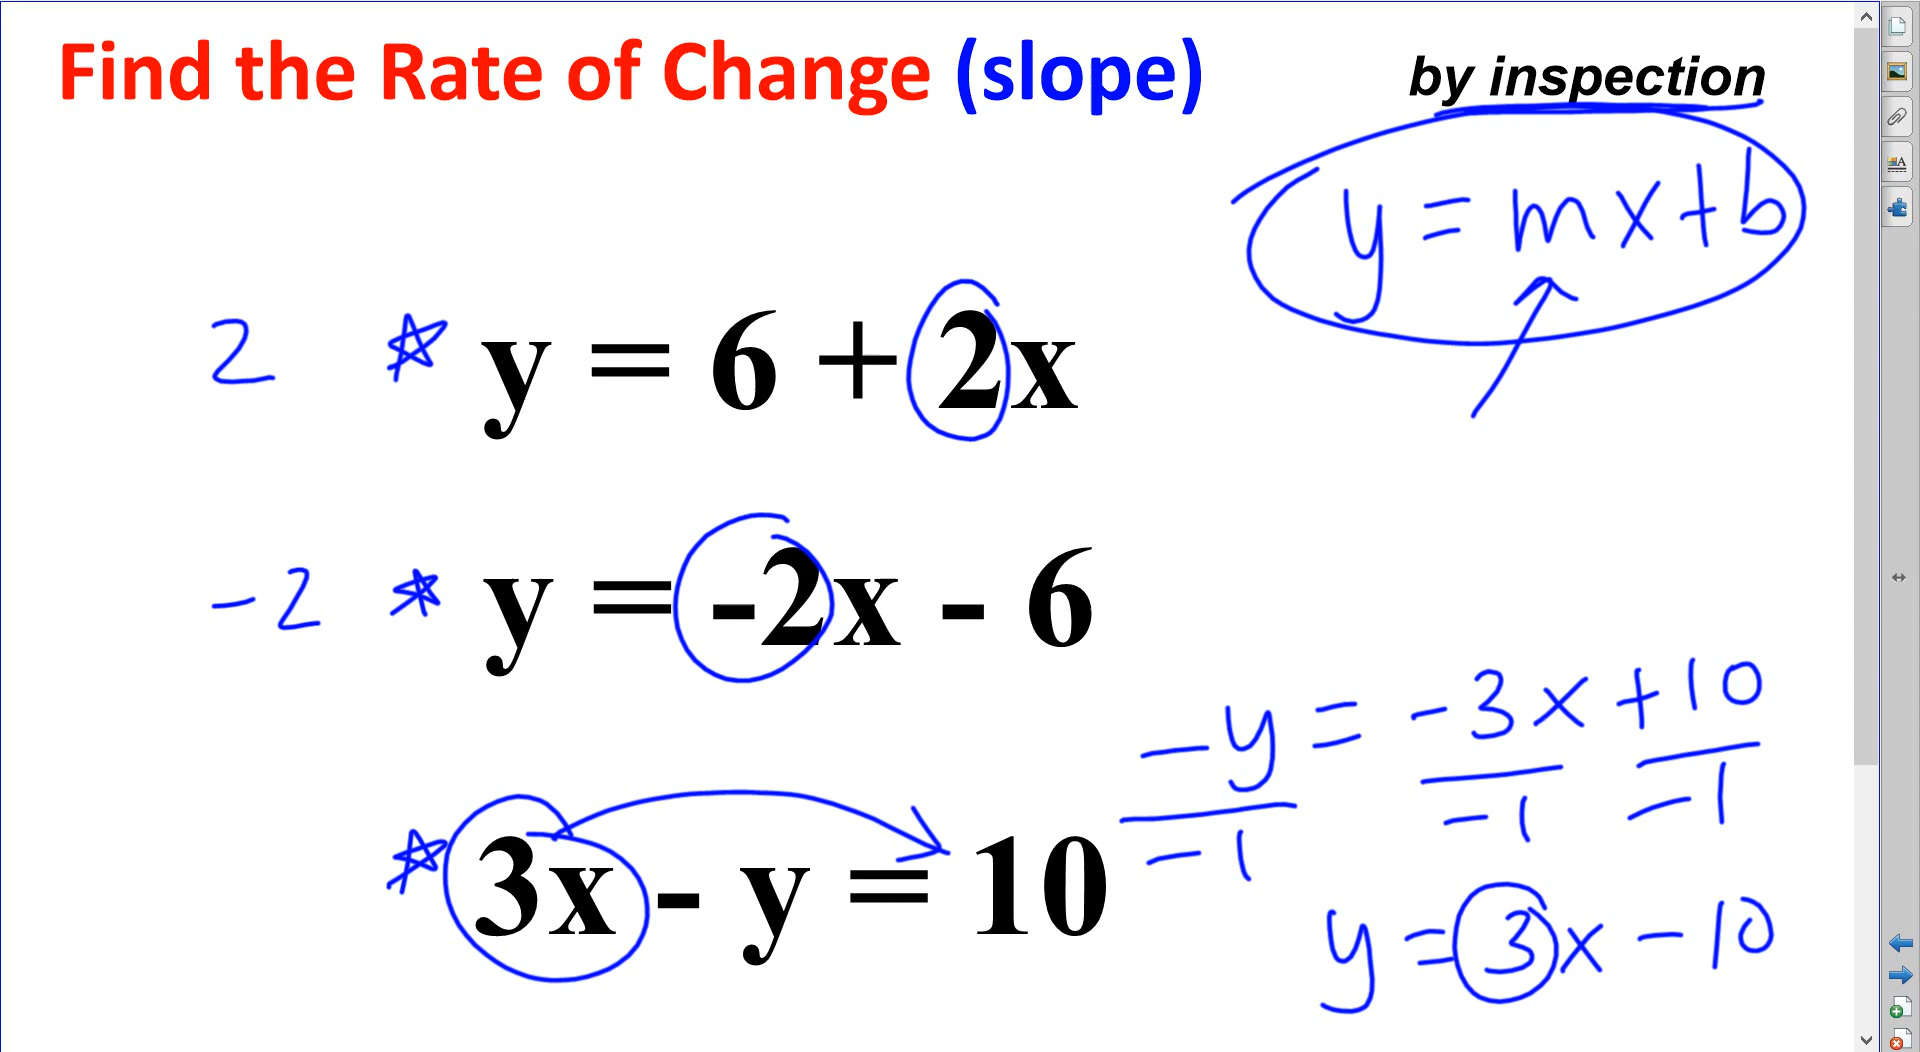 Find the Rate of Change (slope)
by inspection
y = mx+b
2 * y = 6 + 2x
-2 * y = -2x - 6
-y = -3x +10
-1 -1 -1
* 3x - y = 10
y = 3x - 10